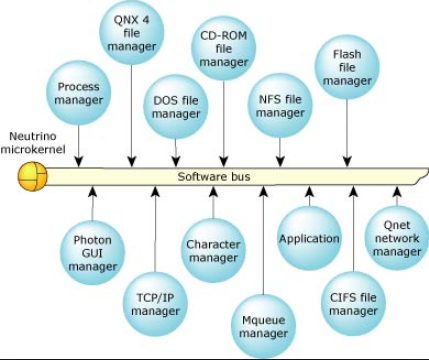 QNX 4
file
manager
CD-ROM
file
manager
Flash
file
manager
Process
manager
DOS file
manager
NFS file
manager
Neutrino
microkernel
Software bus
Photon
GUI
manager
Character
manager
Application
Qnet
network
manager
TCP/IP
manager
Mqueue
manager
CIFS file
manager